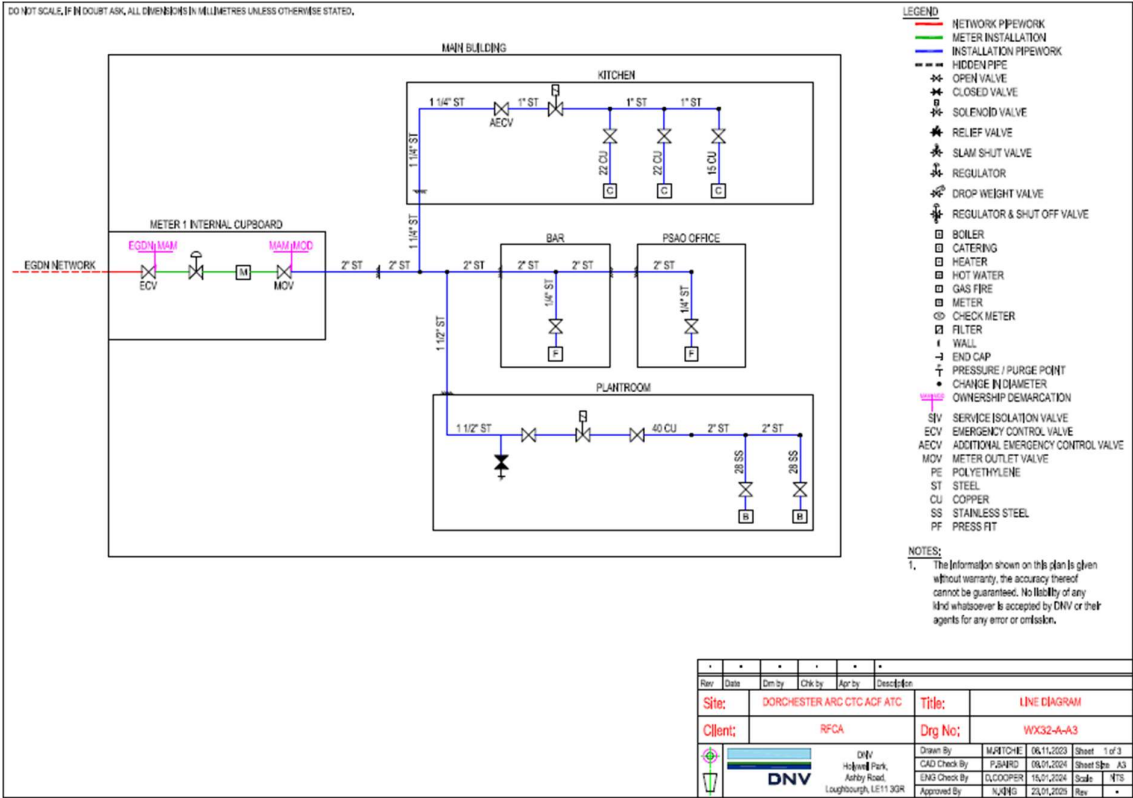 DO NOT SCALE, IF IN DOUBT ASK, ALL DIMENSIONS IN MILLIMETRES UNLESS OTHERWISE STATED,
MAIN BUILDING
KITCHEN
1 1/4" ST
AECV
1" ST
N
1" ST
1" ST
1 1/4" ST
22 CU
22 CU
15 CU
C
C
C
1 1/4" ST
METER 1 INTERNAL CUPBOARD
EGDN MAM
MAM MOD
EGDN NETWORK
ECV
M
MOV
2" ST
2" ST
2" ST
BAR
2" ST
2" ST
PSAO OFFICE
2" ST
1/4" ST
1/4" ST
F
F
1 1/2" ST
PLANTROOM
1 1/2" ST
40 CU
2" ST
2" ST
28 SS
28 SS
B
B
LEGEND
NETWORK PIPEWORK
METER INSTALLATION
INSTALLATION PIPEWORK
HIDDEN PIPE
OPEN VALVE
CLOSED VALVE
SOLENOID VALVE
RELIEF VALVE
SLAM SHUT VALVE
REGULATOR
DROP WEIGHT VALVE
REGULATOR & SHUT OFF VALVE
BOILER
CATERING
HEATER
HOT WATER
GAS FIRE
METER
CHECK METER
FILTER
WALL
END CAP
PRESSURE / PURGE POINT
CHANGE IN DIAMETER
OWNERSHIP DEMARCATION
SIV SERVICE ISOLATION VALVE
ECV EMERGENCY CONTROL VALVE
AECV ADDITIONAL EMERGENCY CONTROL VALVE
MOV METER OUTLET VALVE
PE POLYETHYLENE
ST STEEL
CU COPPER
SS STAINLESS STEEL
PF PRESS FIT
NOTES:
1. The information shown on this plan is given
without warranty, the accuracy thereof
cannot be guaranteed. No liability of any
kind whatsoever is accepted by DNV or their
agents for any error or omission.
Rev Date Drn by Chk by Apr by Description
Site: DORCHESTER ARC CTC ACF ATC Title: LINE DIAGRAM
Client: RFCA Drg No: WX32-A-A3
DNV
DNV
Holywell Park,
Ashby Road,
Loughbourgh, LE11 3GR
Drawn By M.RITCHIE 06.11.2023 Sheet 1 of 3
CAD Check By P.BAIRD 09.01.2024 Sheet Size A3
ENG Check By D.COOPER 15.01.2024 Scale NTS
Approved By N.KING 23.01.2025 Rev